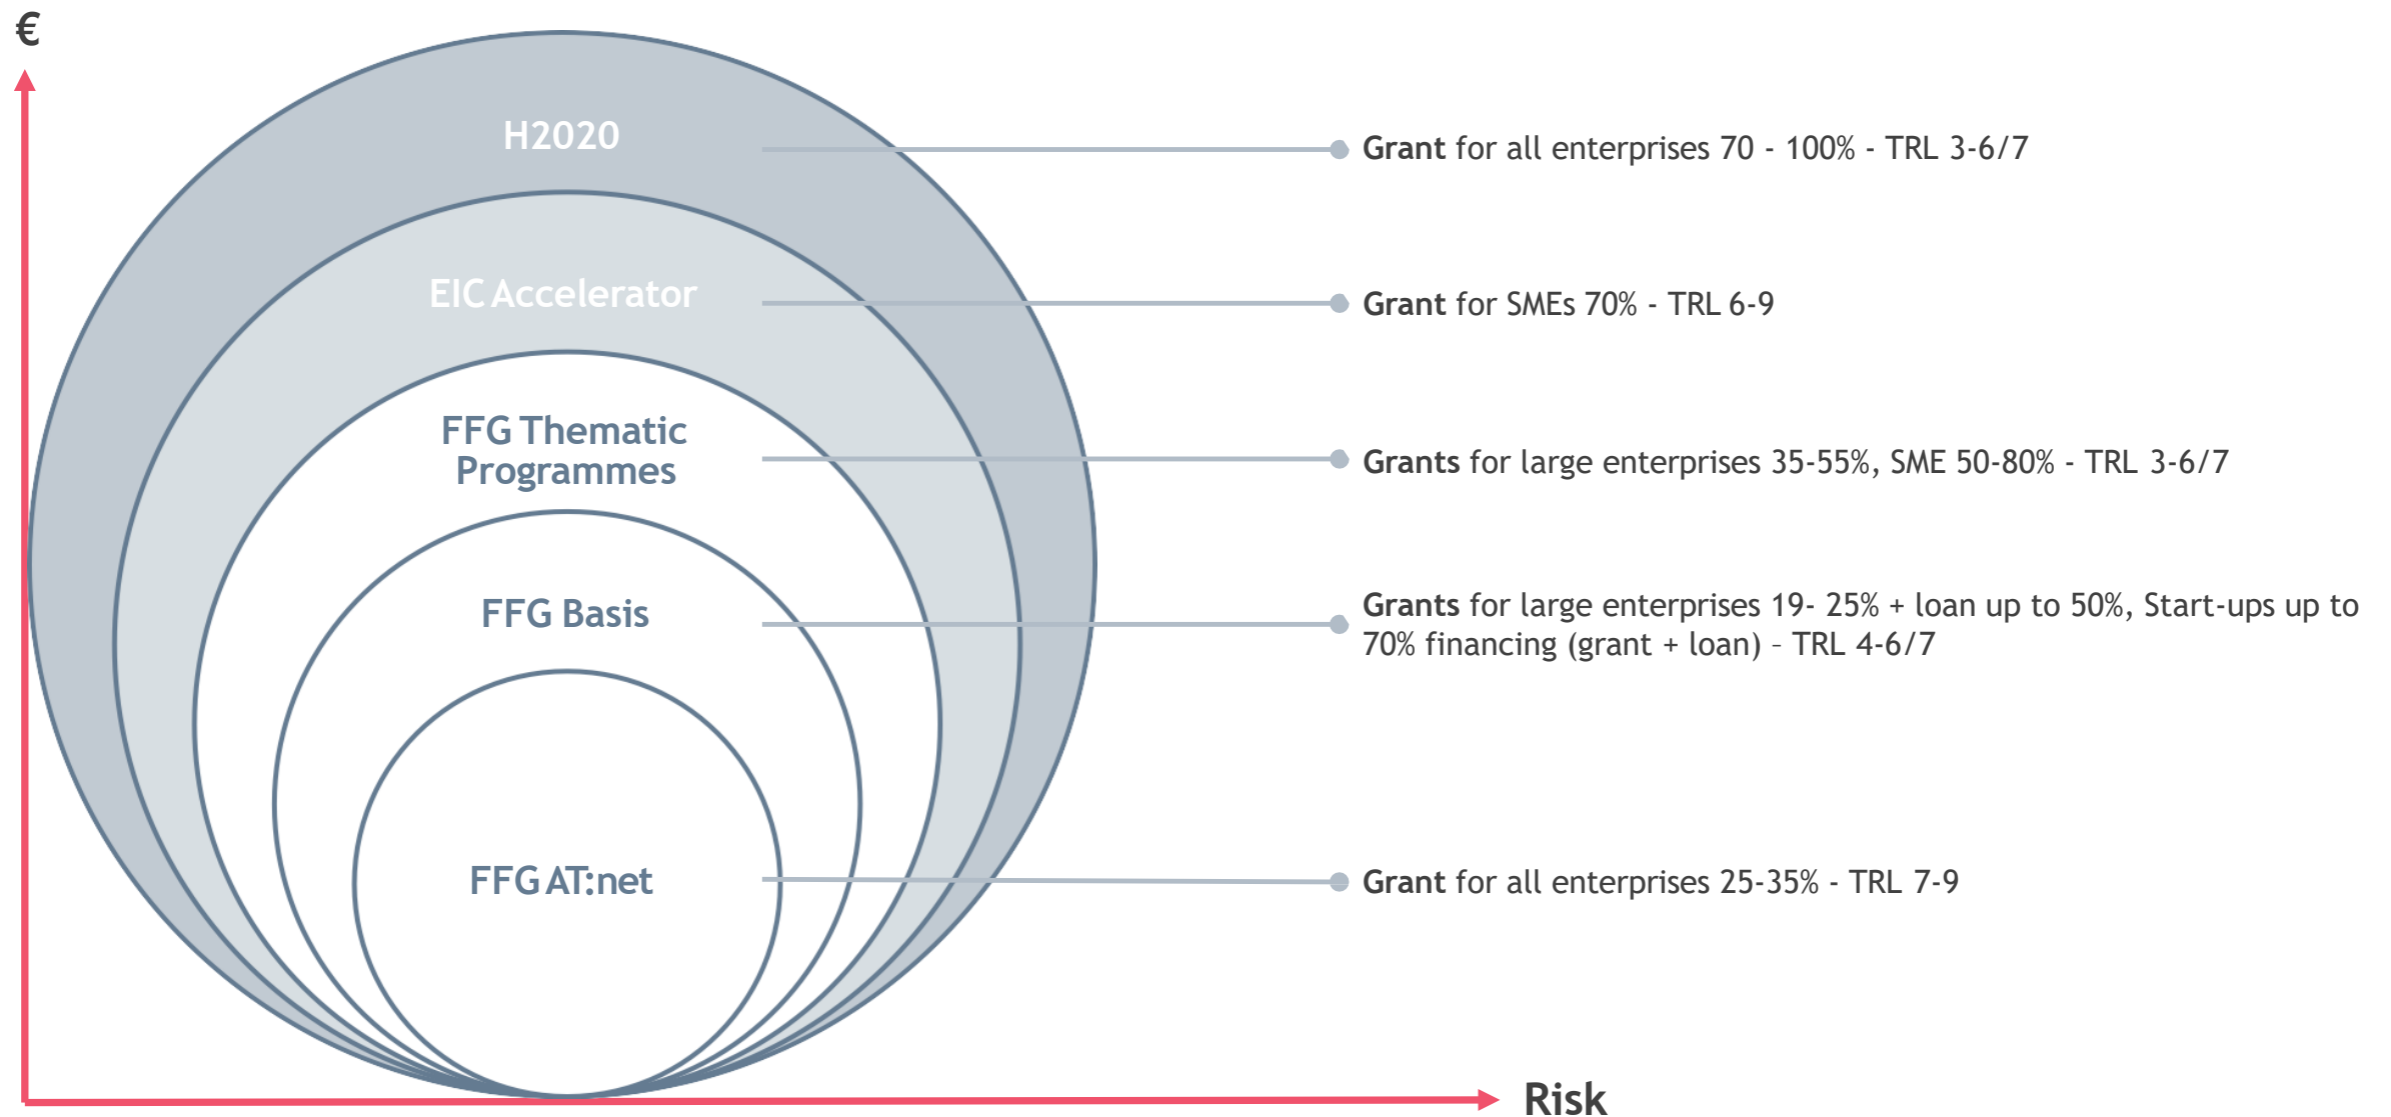 €
H2020
Grant for all enterprises 70 - 100% - TRL 3-6/7
EIC Accelerator
Grant for SMEs 70% - TRL 6-9
FFG Thematic
Programmes
Grants for large enterprises 35-55%, SME 50-80% - TRL 3-6/7
FFG Basis
Grants for large enterprises 19- 25% + loan up to 50%, Start-ups up to
70% financing (grant + loan) – TRL 4-6/7
FFG AT:net
Grant for all enterprises 25-35% - TRL 7-9
Risk